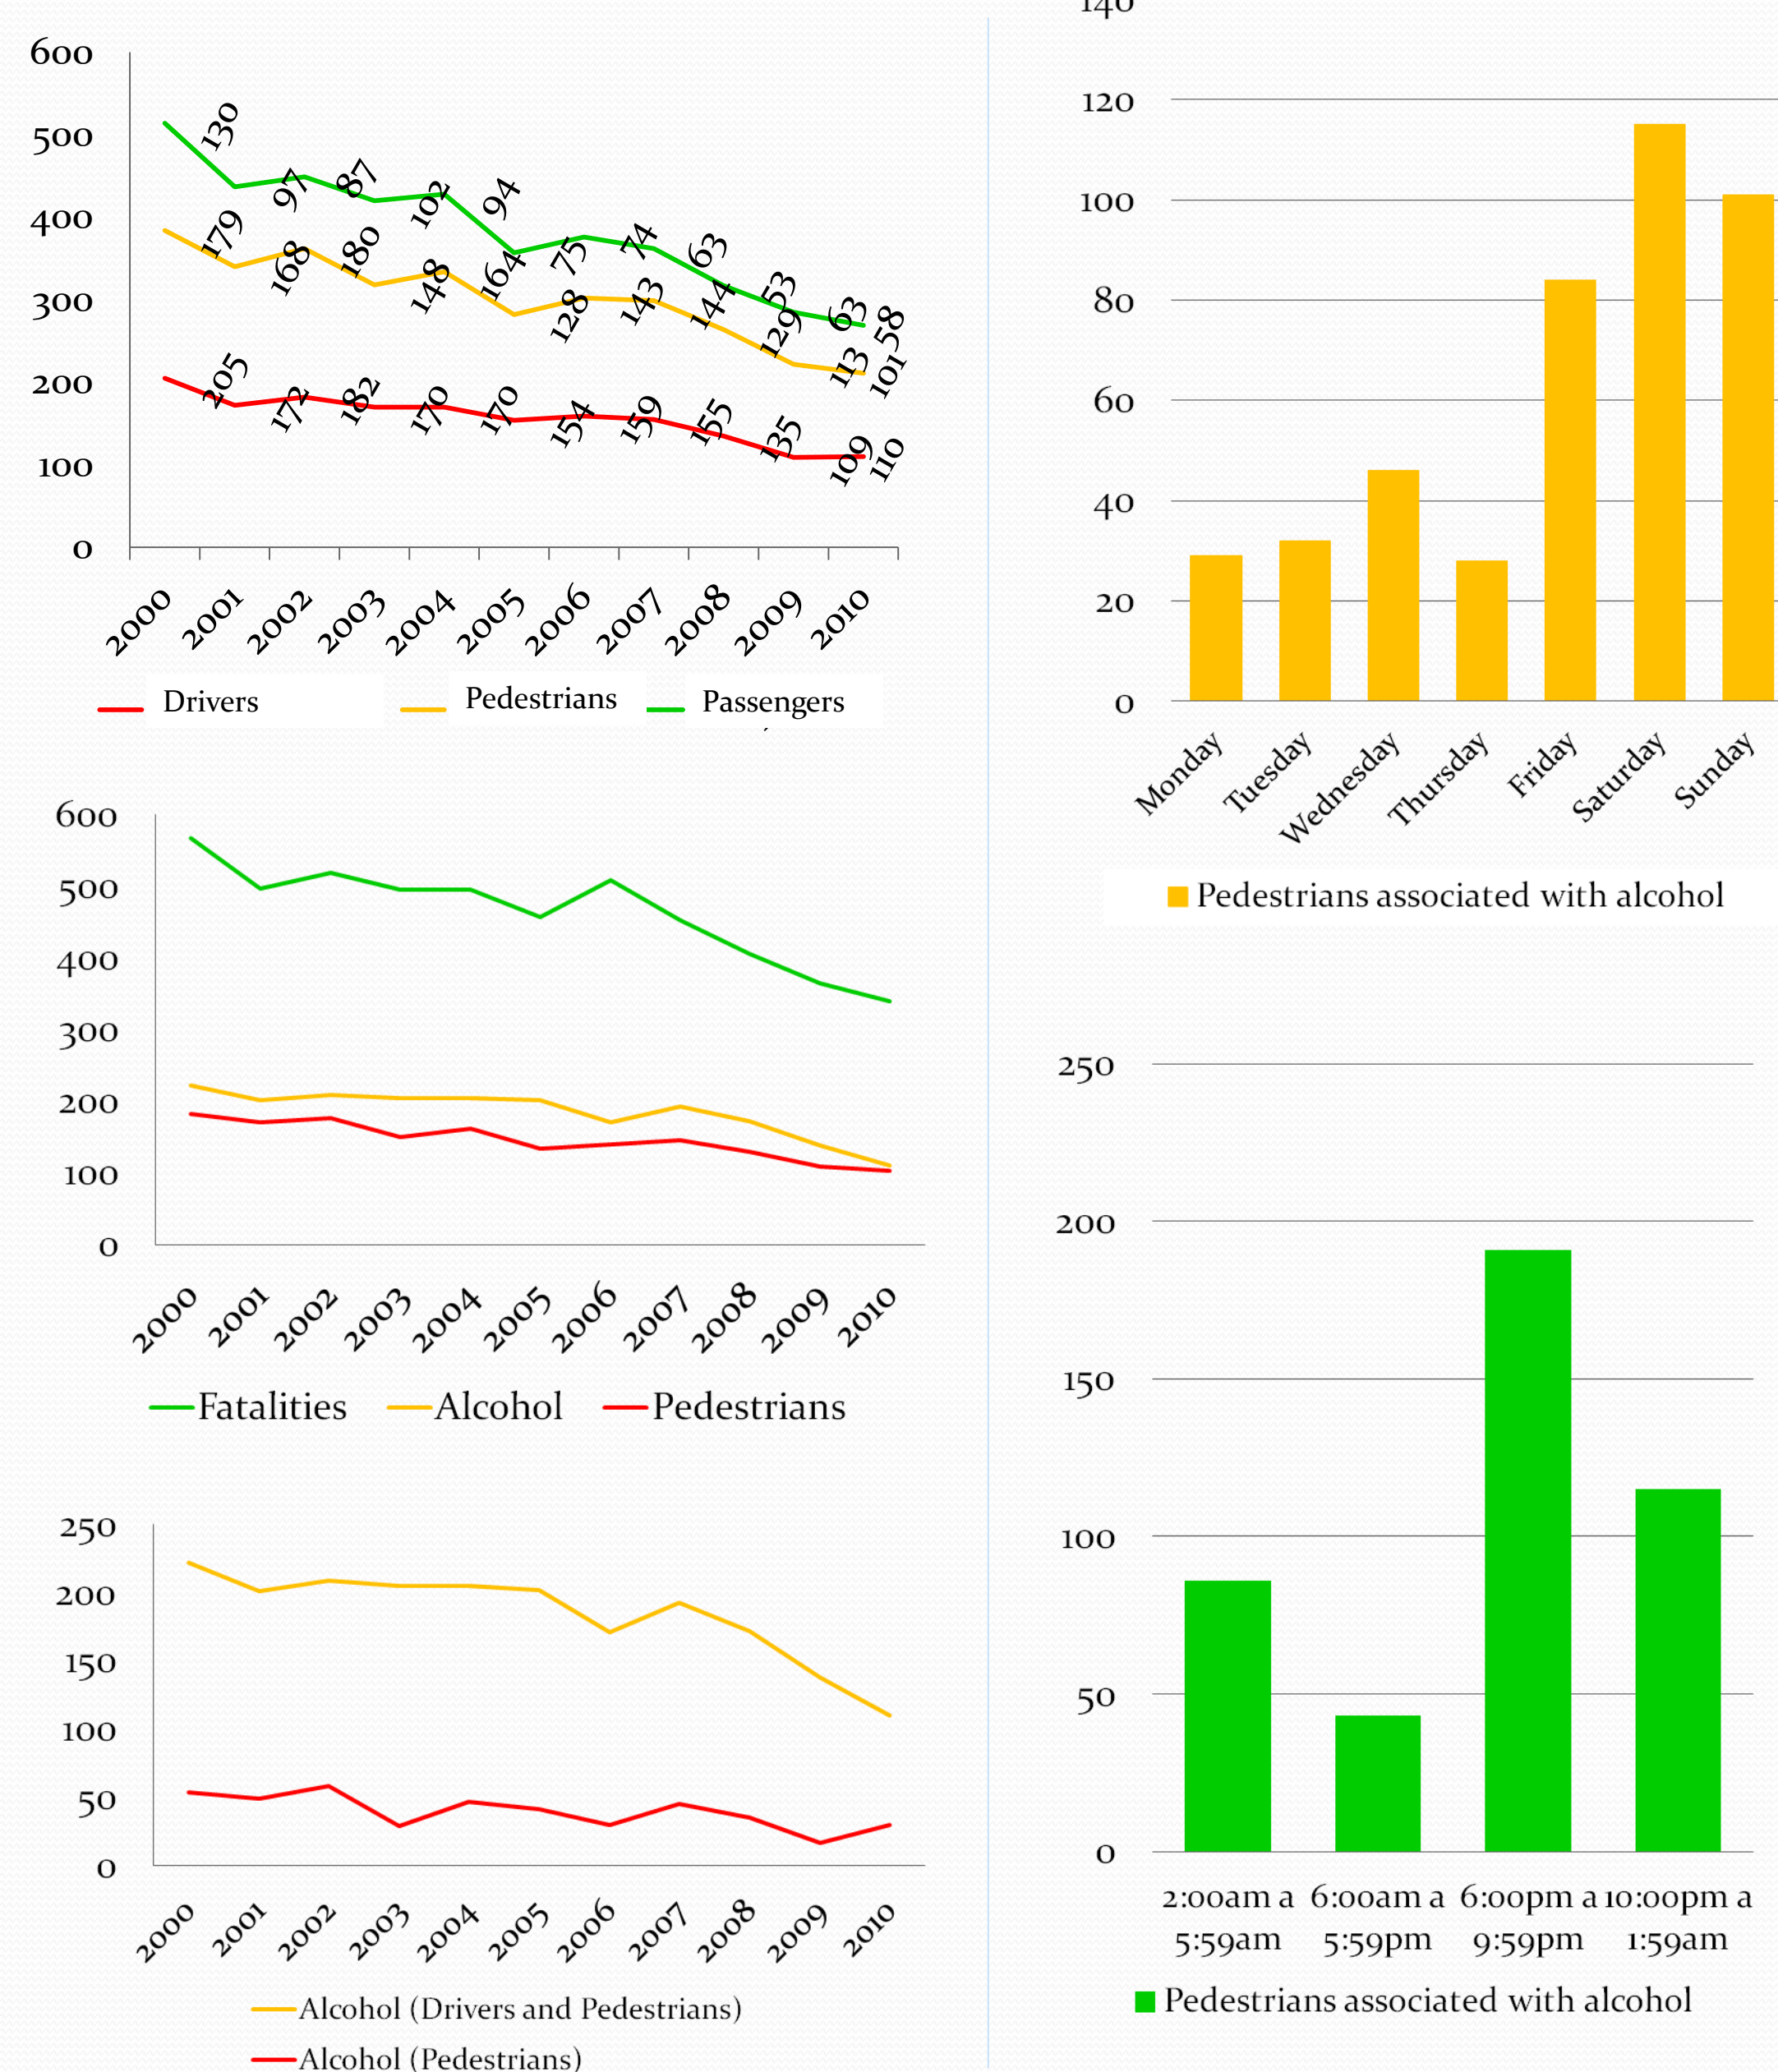 600
500
400
300
200
100
0
130 97 87 102 94 75 74 63 53 63 58
179 168 180 148 164 128 143 144 129 113 101
205 172 182 170 170 154 159 155 135 109 110
2000 2001 2002 2003 2004 2005 2006 2007 2008 2009 2010
Drivers Pedestrians Passengers
600
500
400
300
200
100
0
2000 2001 2002 2003 2004 2005 2006 2007 2008 2009 2010
Fatalities Alcohol Pedestrians
250
200
150
100
50
0
2000 2001 2002 2003 2004 2005 2006 2007 2008 2009 2010
Alcohol (Drivers and Pedestrians)
Alcohol (Pedestrians)
140
120
100
80
60
40
20
0
Monday Tuesday Wednesday Thursday Friday Saturday Sunday
Pedestrians associated with alcohol
250
200
150
100
50
0
2:00am a 6:00am a 6:00pm a 10:00pm a
5:59am 5:59pm 9:59pm 1:59am
Pedestrians associated with alcohol